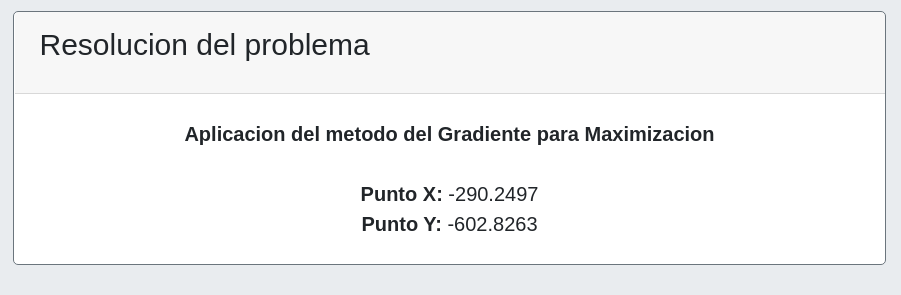 Resolucion del problema
Aplicacion del metodo del Gradiente para Maximizacion
Punto X: -290.2497
Punto Y: -602.8263